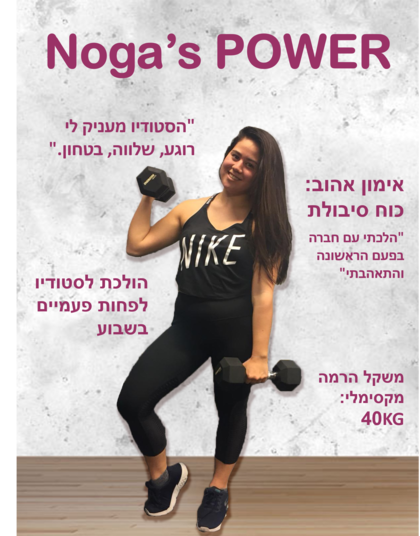 Noga's POWER
"הסטודיו מעניק לי
רוגע, שלווה, בטחון."
אימון אהוב:
כוח סיבולת
"הלכתי עם חברה
בפעם הראשונה
והתאהבתי"
NIKE
הולכת לסטודיו
לפחות פעמיים
בשבוע
משקל הרמה
מקסימלי:
40KG